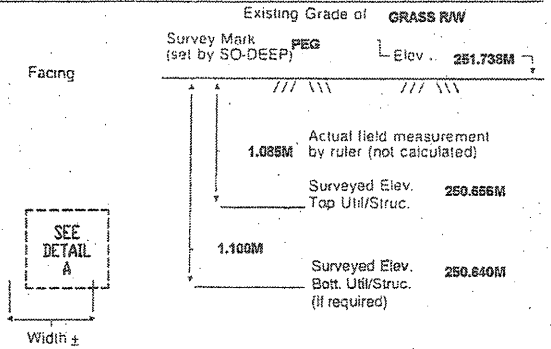 Existing Grade of GRASS R/W
Survey Mark PEG
(set by SO-DEEP)
Elev .. 251.738M
Facing
1.085M Actual field measurement
by ruler (not calculated)
Surveyed Elev. 250.656M
Top Util/Struc.
SEE
DETAIL
A
1.100M
Surveyed Elev. 250.640M
Bott. Util/Struc.
(if required)
Width ±